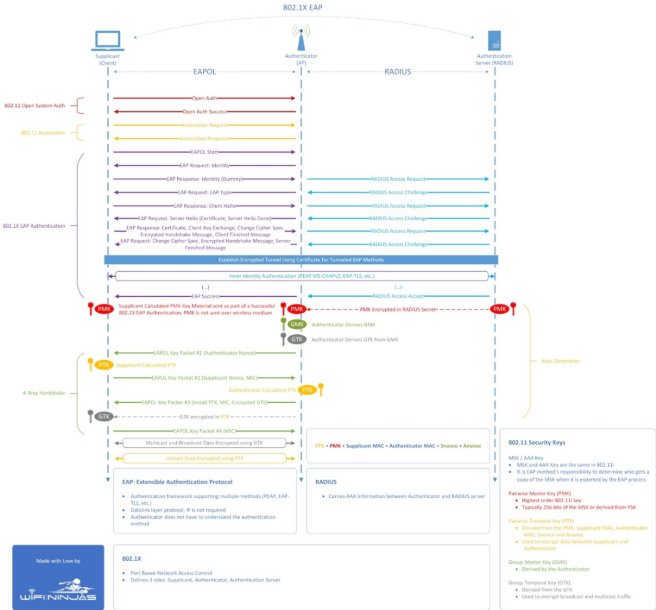 802.1X EAP
Supplicant
(Client)
Authenticator
(AP)
Authentication
Server (RADIUS)
EAPOL
RADIUS
802.11 Open System Auth
Open Auth
Open Auth Success
802.11 Association
Association Request
Association Response
EAPOL Start
EAP Request: Identity
EAP Response: Identity (Dummy)
RADIUS Access Request
EAP Request: EAP Type
RADIUS Access Challenge
EAP Response: Client Hello
RADIUS Access Request
802.1X EAP Authentication
EAP Request: Server Hello (Certificate, Server Hello Done)
RADIUS Access Challenge
EAP Response: Certificate, Client Key Exchange, Change Cipher Spec,
Encrypted Handshake Message, Client Finished Message
RADIUS Access Request
EAP Request: Change Cipher Spec, Encrypted Handshake Message, Server
Finished Message
RADIUS Access Challenge
Establish Encrypted Tunnel Using Certificate for Tunneled EAP Methods
Inner Identity Authentication (PEAP MS-CHAPv2, EAP-TLS, etc.)
(...)
(...)
EAP Success
RADIUS Access Accept
PMK
Supplicant Calculated PMK Key Material sent as part of a Successful
802.1X EAP Authentication. PMK is not sent over wireless medium
PMK
PMK Encrypted in RADIUS Secret
PMK
GMK
Authenticator Derives GMK
GTK
Authenticator Derives GTK from GMK
EAPOL Key Packet #1 (Authenticator Nonce)
PTK
Supplicant Calculated PTK
Keys Generation
EAPOL Key Packet #2 (Supplicant Nonce, MIC)
4-Way Handshake
Authenticator Calculated PTK
PTK
EAPOL Key Packet #3 (Install PTK, MIC, Encrypted GTK)
GTK
GTK encrypted in PTK
EAPOL Key Packet #4 (MIC)
Multicast and Broadcast Data Encrypted using GTK
Unicast Data Encrypted using PTK
PTK = PMK + Supplicant MAC + Authenticator MAC + Snonce + Anonce
EAP: Extensible Authentication Protocol
Authentication framework supporting multiple methods (PEAP, EAP-
TLS, etc.)
Datalink layer protocol, IP is not required
Authenticator does not have to understand the authentication
method
RADIUS
Carries AAA information between Authenticator and RADIUS server
802.1X
Port Based Network Access Control
Defines 3 roles: Supplicant, Authenticator, Authentication Server
802.11 Security Keys
MSK / AAA Key
MSK and AAA Key are the same in 802.11i
It is EAP method's responsibility to determine who gets a
copy of the MSK when it is exported by the EAP process
Pairwise Master Key (PMK)
Highest order 802.11i key
Typically 256 bits of the MSK or derived from PSK
Pairwise Transient Key (PTK)
Derived from the PMK, Supplicant MAC, Authenticator
MAC, Snonce and Anonce
Used to encrypt data between Supplicant and
Authenticator
Group Master Key (GMK)
Derived by the Authenticator
Group Temporal Key (GTK)
Derived from the GTK
Used to encrypt broadcast and multicast traffic
Made with Love by
WIFI NINJAS